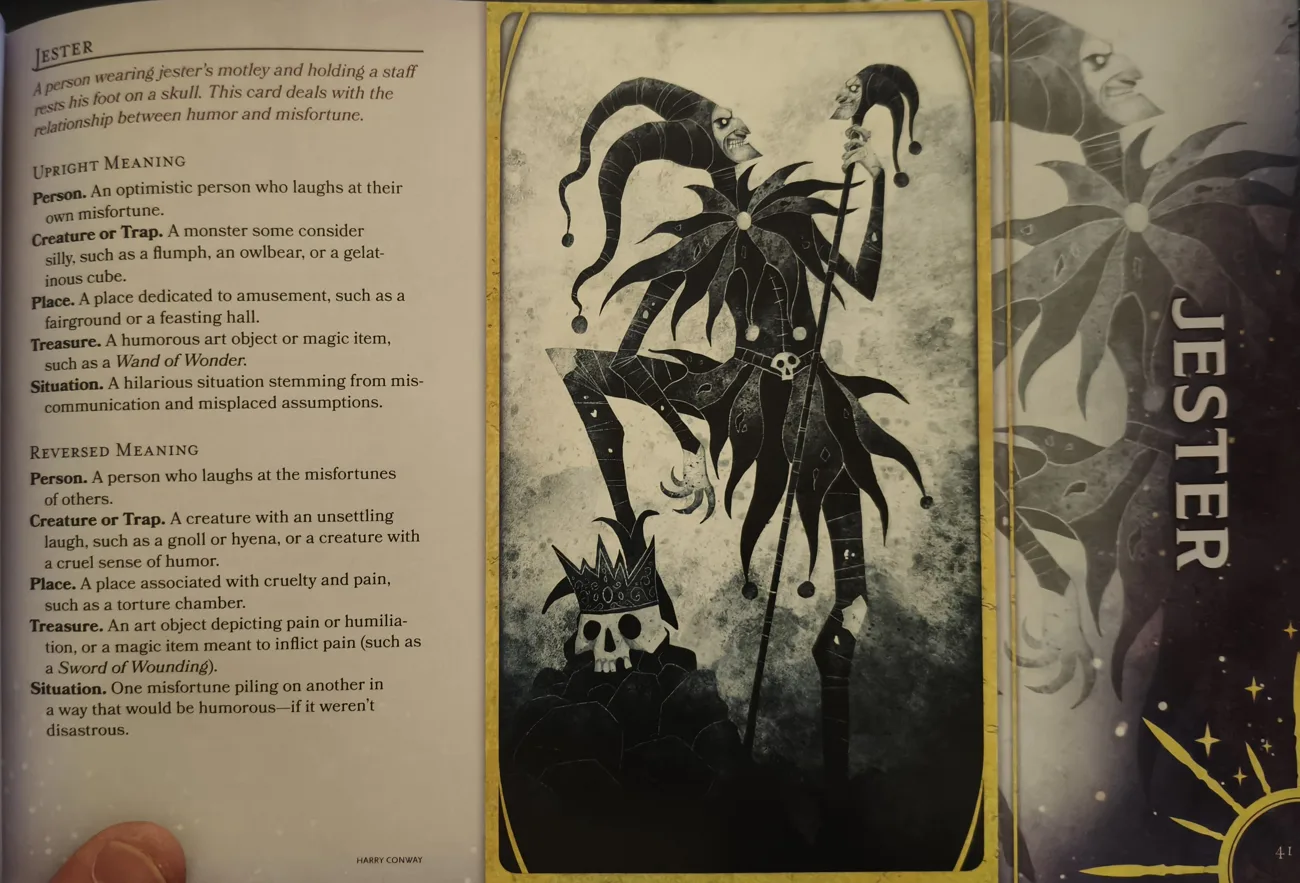 JESTER
A person wearing jester's motley and holding a staff
rests his foot on a skull. This card deals with the
relationship between humor and misfortune.
UPRIGHT MEANING
Person. An optimistic person who laughs at their
own misfortune.
Creature or Trap. A monster some consider
silly, such as a flumph, an owlbear, or a gelat-
inous cube.
Place. A place dedicated to amusement, such as a
fairground or a feasting hall.
Treasure. A humorous art object or magic item,
such as a Wand of Wonder.
Situation. A hilarious situation stemming from mis-
communication and misplaced assumptions.
REVERSED MEANING
Person. A person who laughs at the misfortunes
of others.
Creature or Trap. A creature with an unsettling
laugh, such as a gnoll or hyena, or a creature with
a cruel sense of humor.
Place. A place associated with cruelty and pain,
such as a torture chamber.
Treasure. An art object depicting pain or humilia-
tion, or a magic item meant to inflict pain (such as
a Sword of Wounding).
Situation. One misfortune piling on another in
a way that would be humorous—if it weren't
disastrous.
HARRY CONWAY
JESTER
41